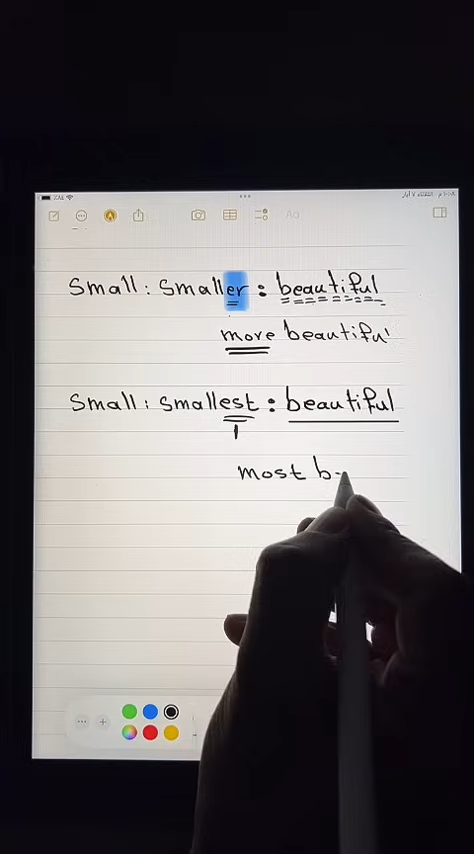 Small : Smaller : beautiful
more beautiful
Small : Smallest : beautiful
most b